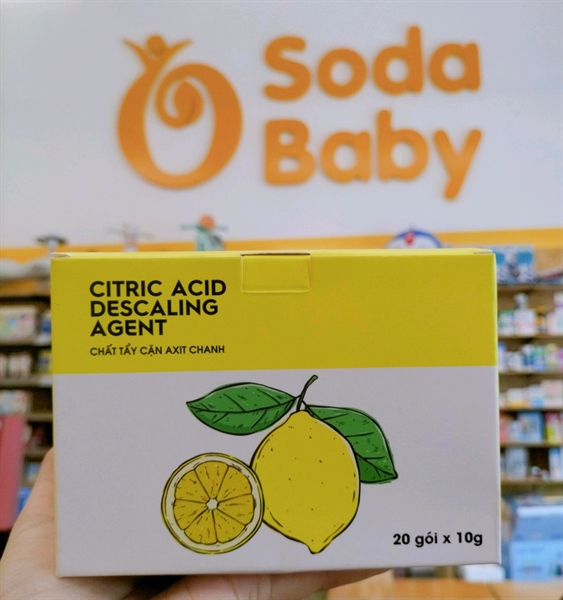 Soda
Baby
CITRIC ACID
DESCALING
AGENT
CHẤT TẨY CẶN AXIT CHANH
20 gói x 10g